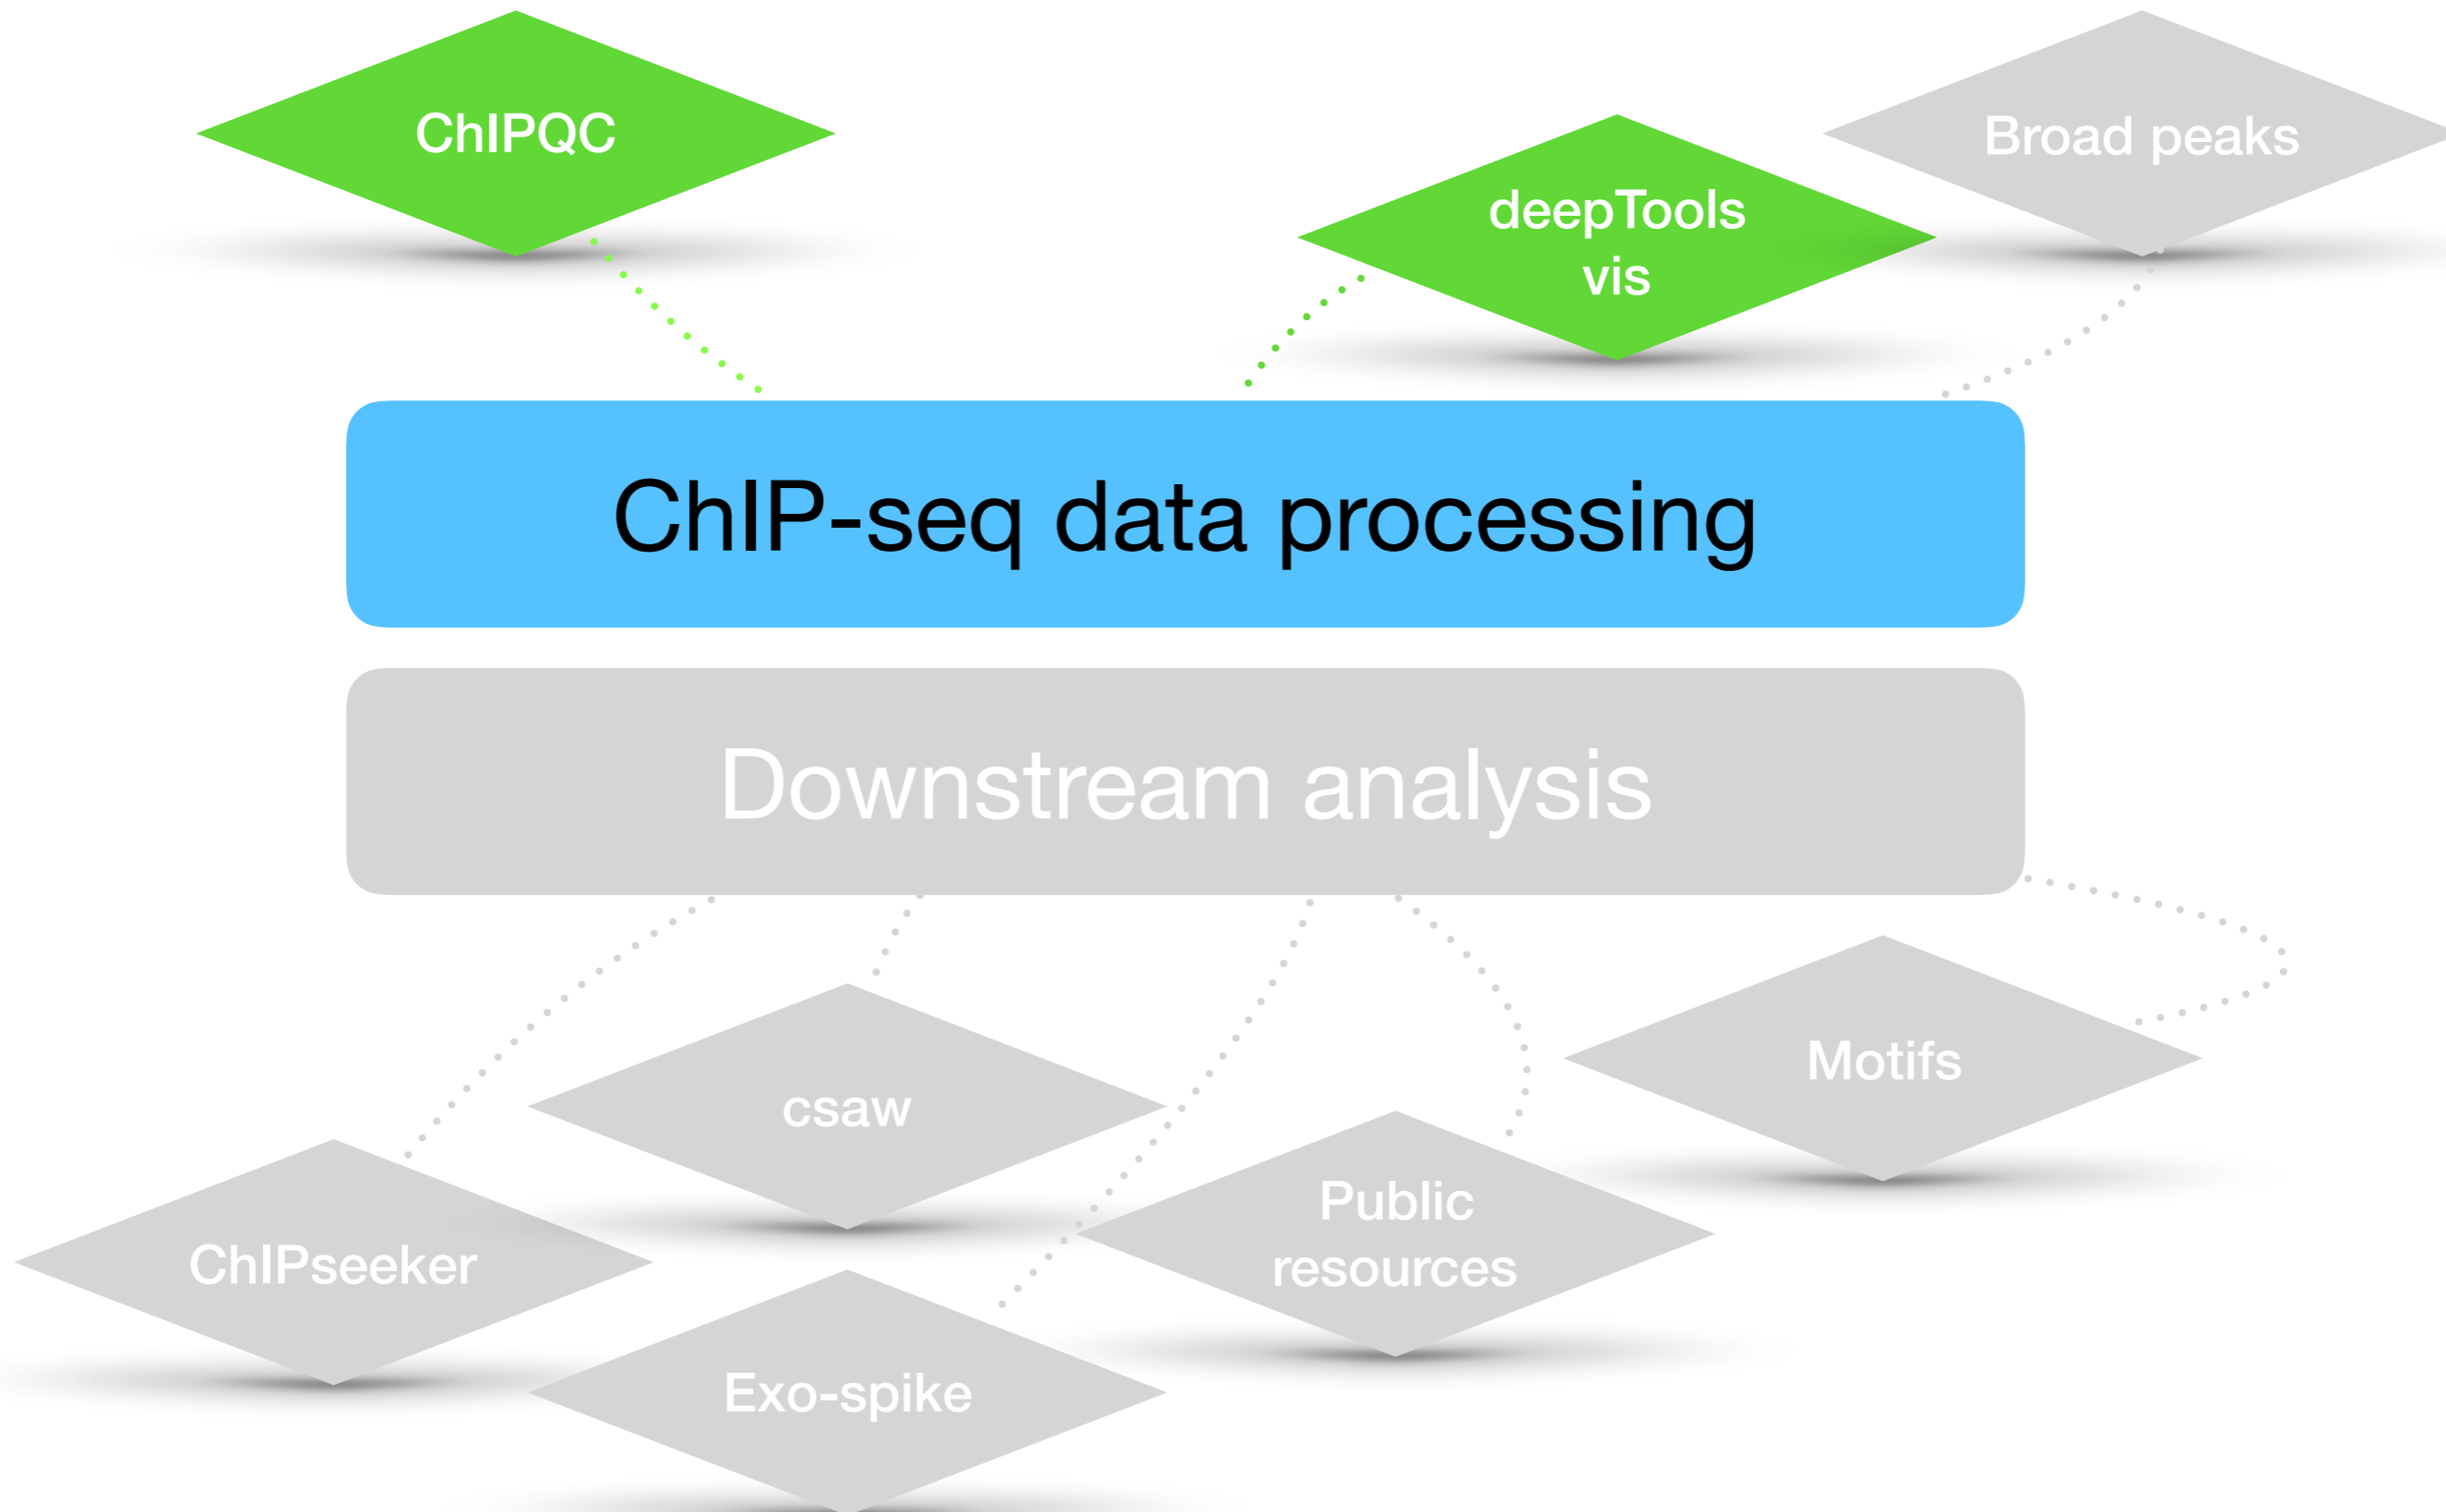 ChIPQC
deepTools
vis
Broad peaks
ChIP-seq data processing
Downstream analysis
csaw
Motifs
ChIPseeker
Public
resources
Exo-spike